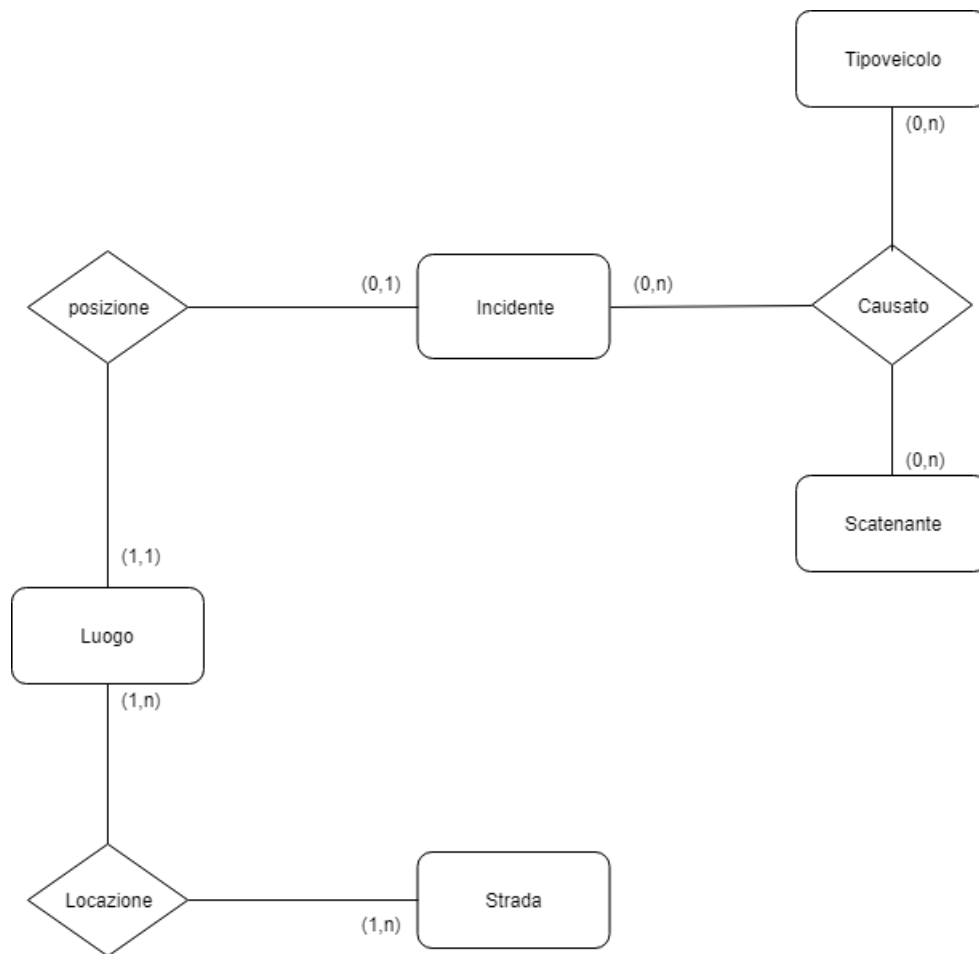 Tipoveicolo
(0,n)
posizione
(0,1)
Incidente
(0,n)
Causato
(0,n)
Scatenante
(1,1)
Luogo
(1,n)
Locazione
(1,n)
Strada